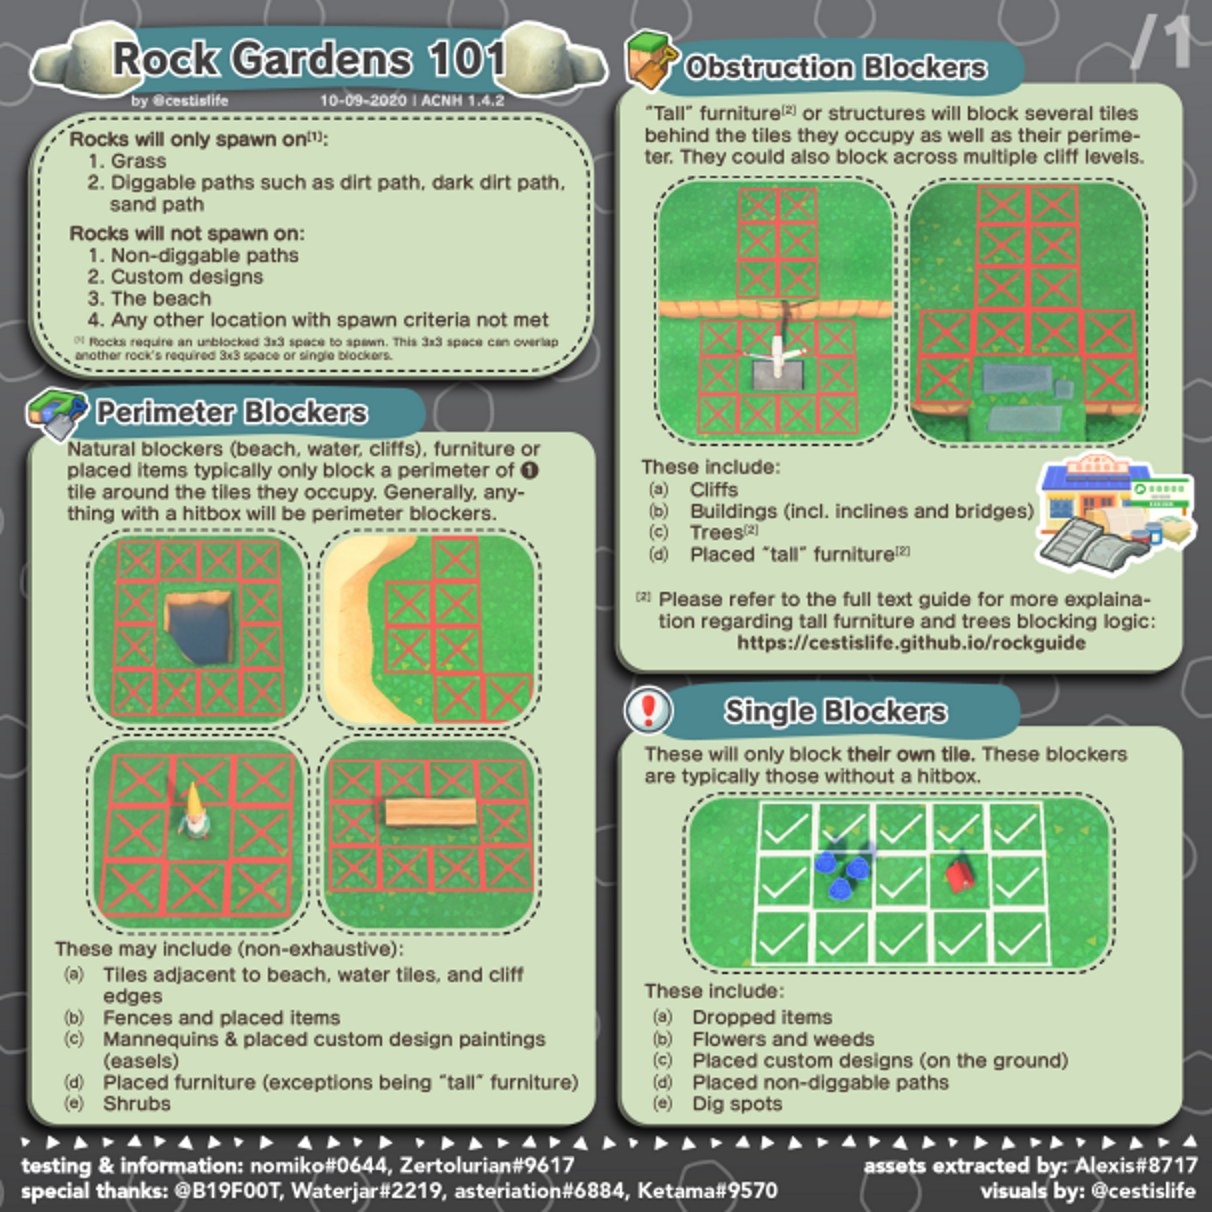 Rock Gardens 101
by @cestislife 10-09-2020 | ACNH 1.4.2
/1
Rocks will only spawn on[1]:
1. Grass
2. Diggable paths such as dirt path, dark dirt path,
sand path
Rocks will not spawn on:
1. Non-diggable paths
2. Custom designs
3. The beach
4. Any other location with spawn criteria not met
[1] Rocks require an unblocked 3x3 space to spawn. This 3x3 space can overlap
another rock's required 3x3 space or single blockers.
Perimeter Blockers
Natural blockers (beach, water, cliffs), furniture or
placed items typically only block a perimeter of 1
tile around the tiles they occupy. Generally, any-
thing with a hitbox will be perimeter blockers.
These may include (non-exhaustive):
(a) Tiles adjacent to beach, water tiles, and cliff
edges
(b) Fences and placed items
(c) Mannequins & placed custom design paintings
(easels)
(d) Placed furniture (exceptions being "tall" furniture)
(e) Shrubs
Obstruction Blockers
"Tall" furniture[2] or structures will block several tiles
behind the tiles they occupy as well as their perime-
ter. They could also block across multiple cliff levels.
These include:
(a) Cliffs
(b) Buildings (incl. inclines and bridges)
(c) Trees[2]
(d) Placed "tall" furniture[2]
[2] Please refer to the full text guide for more explaina-
tion regarding tall furniture and trees blocking logic:
https://cestislife.github.io/rockguide
Single Blockers
These will only block their own tile. These blockers
are typically those without a hitbox.
These include:
(a) Dropped items
(b) Flowers and weeds
(c) Placed custom designs (on the ground)
(d) Placed non-diggable paths
(e) Dig spots
testing & information: nomiko#0644, Zertolurian#9617
special thanks: @B19F00T, Waterjar#2219, asteriation#6884, Ketama#9570
assets extracted by: Alexis#8717
visuals by: @cestislife